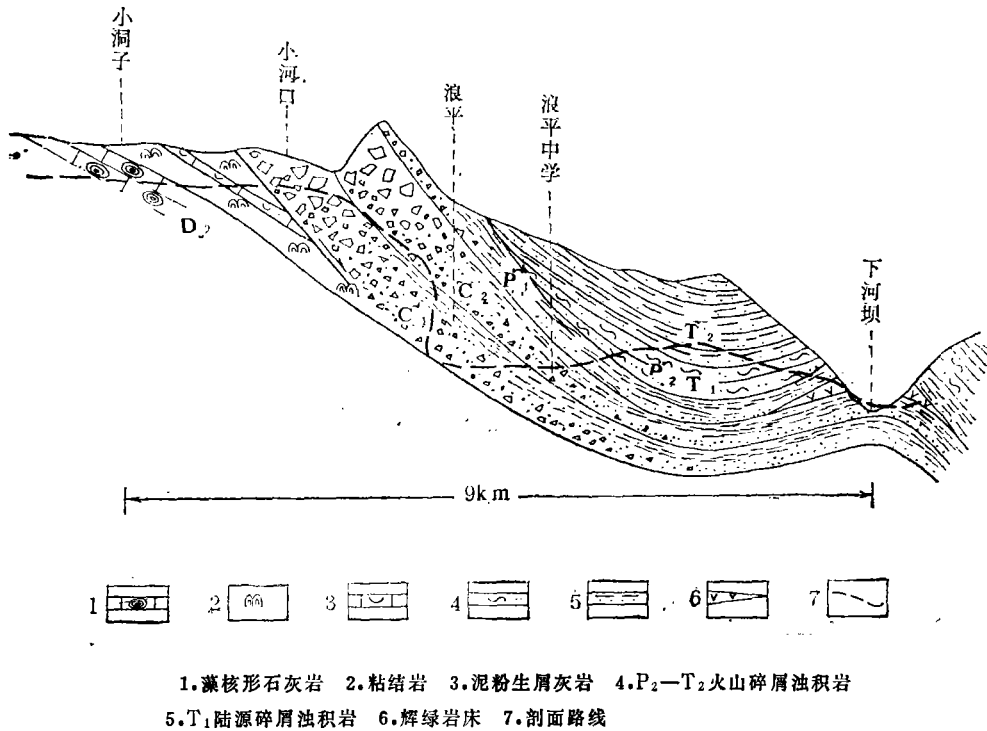 小洞子
小河口
浪平
浪平中学
下河坝
D₃
C₁
C₂
P₁
T₂
P₂ T₁
9km
1 2 3 4 5 6 7
1.藻核形石灰岩 2.粘结岩 3.泥粉生屑灰岩 4.P₂—T₂火山碎屑浊积岩
5.T₁陆源碎屑浊积岩 6.辉绿岩床 7.剖面路线